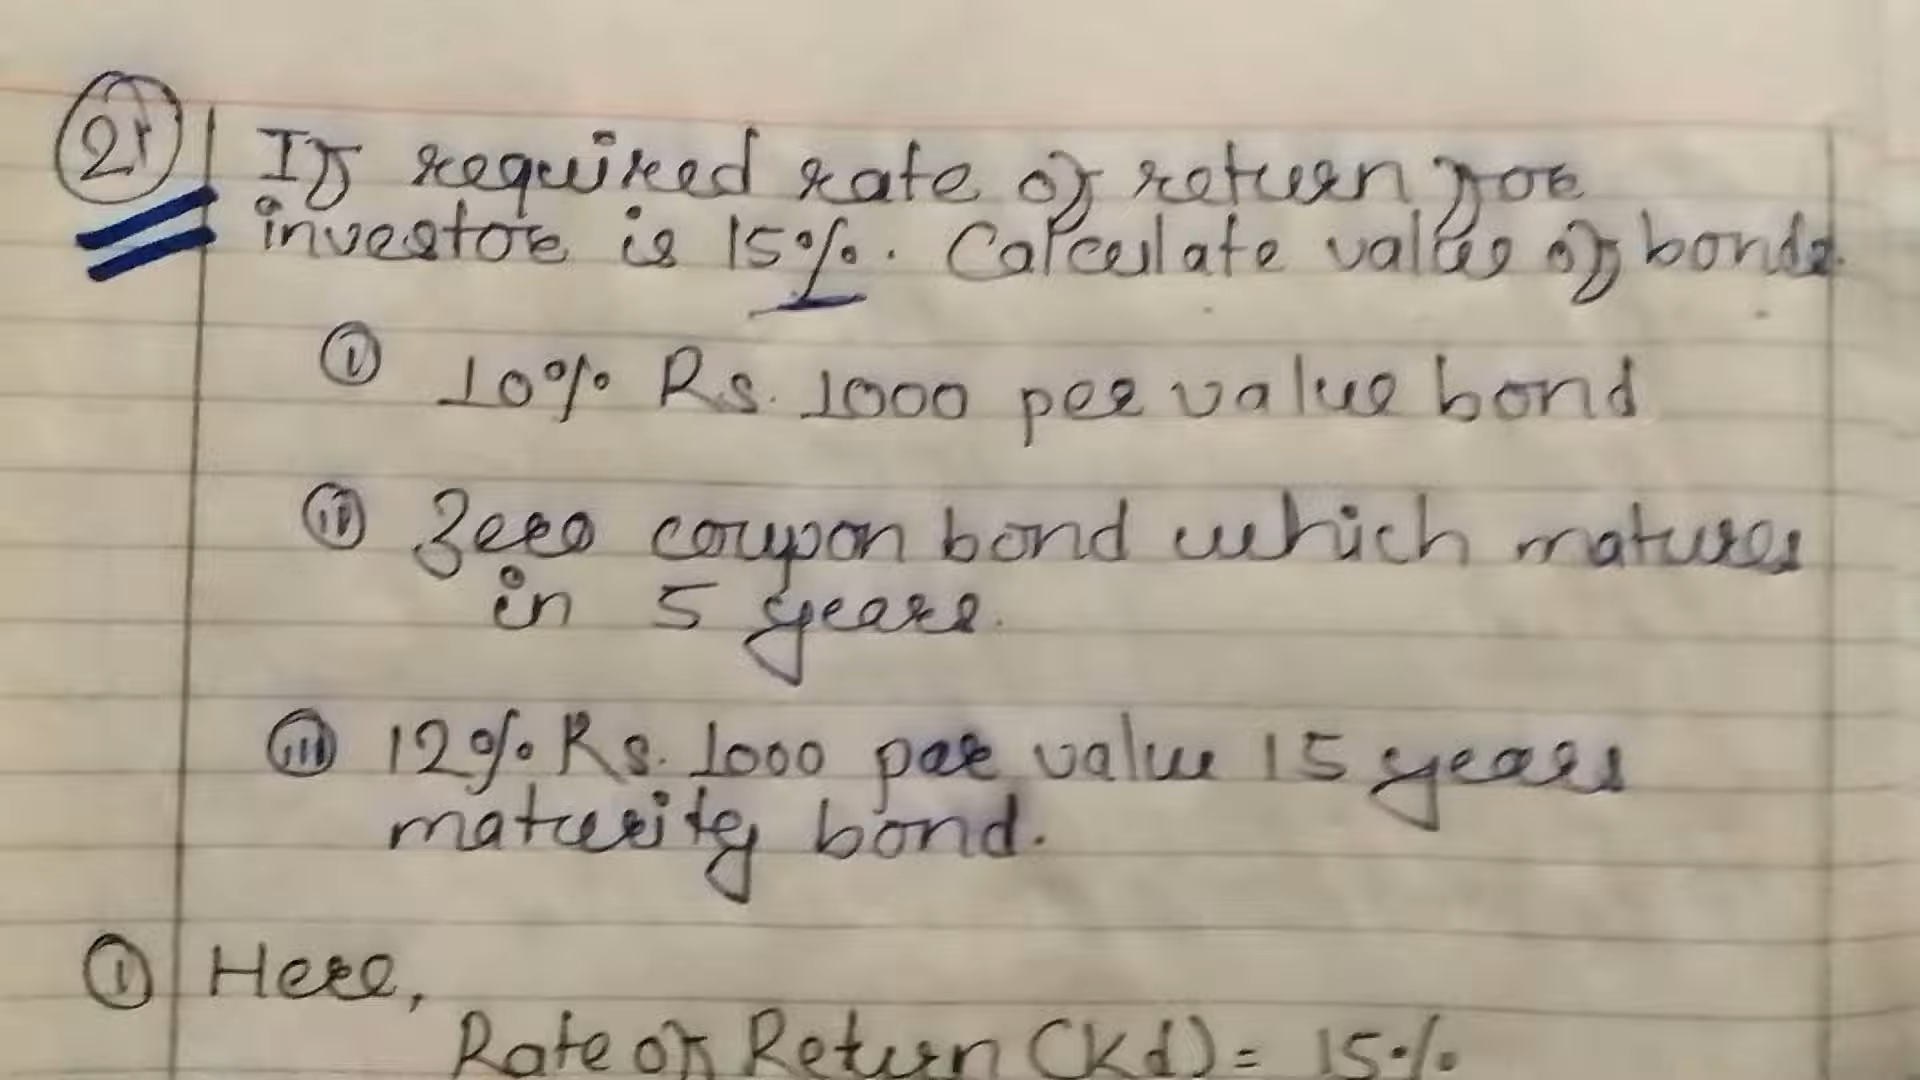 21 If required rate of return for
investor is 15%. Calculate value of bonds.
i 10% Rs. 1000 per value bond
ii Zero coupon bond which matures
in 5 years.
iii 12% Rs. 1000 par value 15 years
maturity bond.
i Here,
Rate of Return (Kd) = 15%